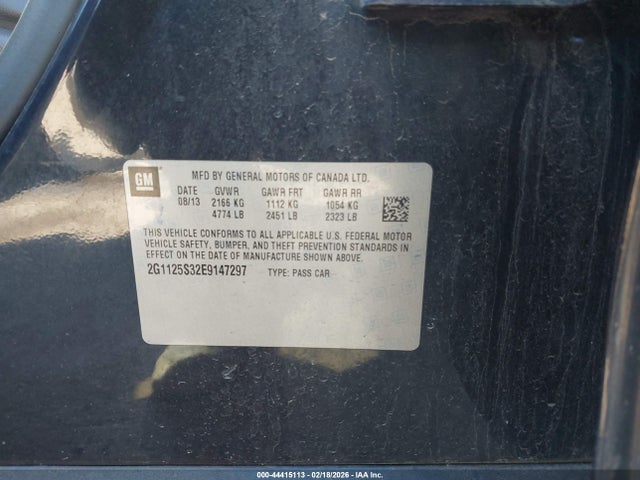 GM
MFD BY GENERAL MOTORS OF CANADA LTD.
DATE GVWR GAWR FRT GAWR RR
08/13 2166 KG 1112 KG 1054 KG
4774 LB 2451 LB 2323 LB
THIS VEHICLE CONFORMS TO ALL APPLICABLE U.S. FEDERAL MOTOR
VEHICLE SAFETY, BUMPER, AND THEFT PREVENTION STANDARDS IN
EFFECT ON THE DATE OF MANUFACTURE SHOWN ABOVE.
2G1125S32E9147297 TYPE: PASS CAR
000-44415113 - 02/18/2026 - IAA Inc.